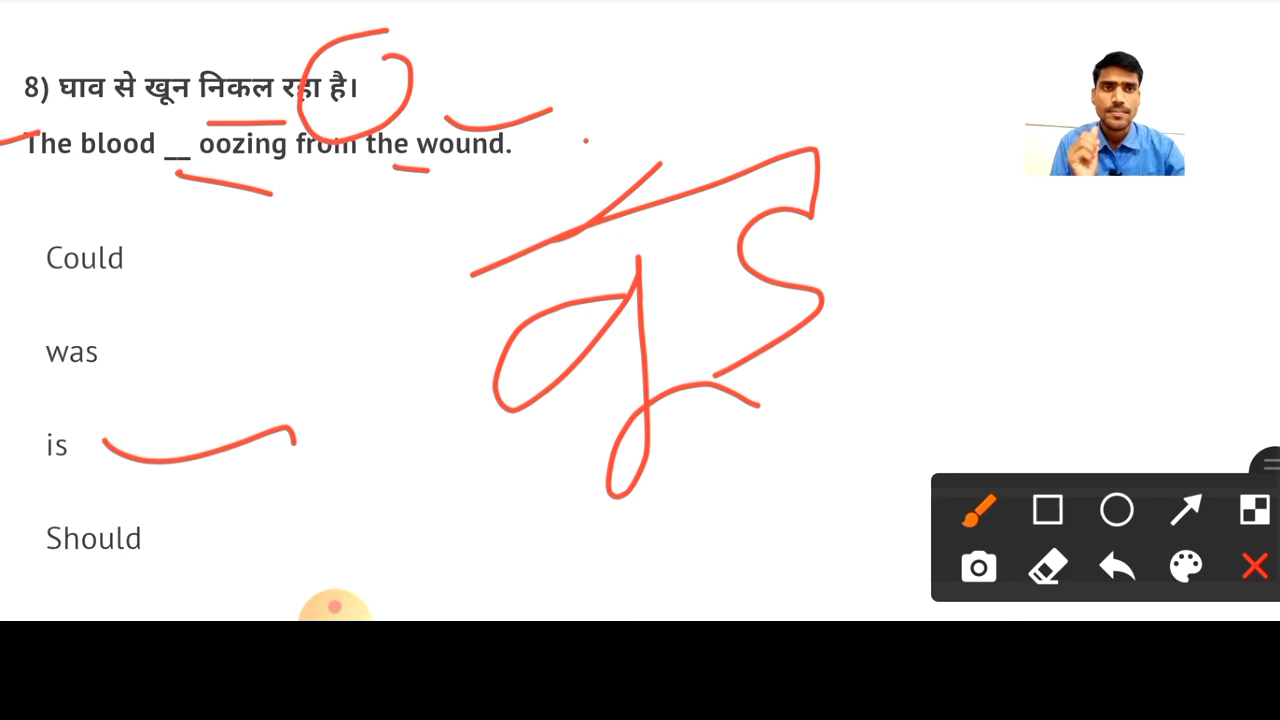 8) घाव से खून निकल रहा है।
The blood __ oozing from the wound.
Could
was
is
Should